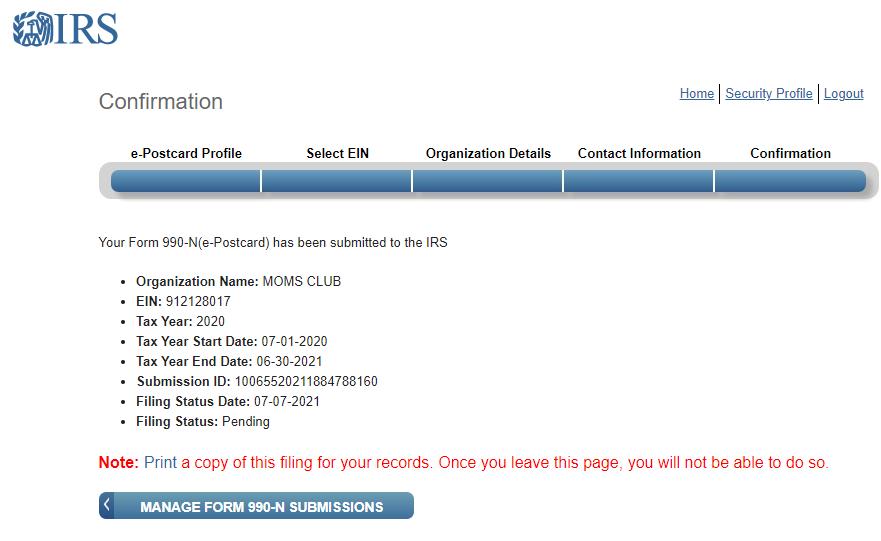 IRS
Confirmation
Home | Security Profile | Logout
e-Postcard Profile Select EIN Organization Details Contact Information Confirmation
Your Form 990-N(e-Postcard) has been submitted to the IRS
• Organization Name: MOMS CLUB
• EIN: 912128017
• Tax Year: 2020
• Tax Year Start Date: 07-01-2020
• Tax Year End Date: 06-30-2021
• Submission ID: 10065520211884788160
• Filing Status Date: 07-07-2021
• Filing Status: Pending
Note: Print a copy of this filing for your records. Once you leave this page, you will not be able to do so.
MANAGE FORM 990-N SUBMISSIONS